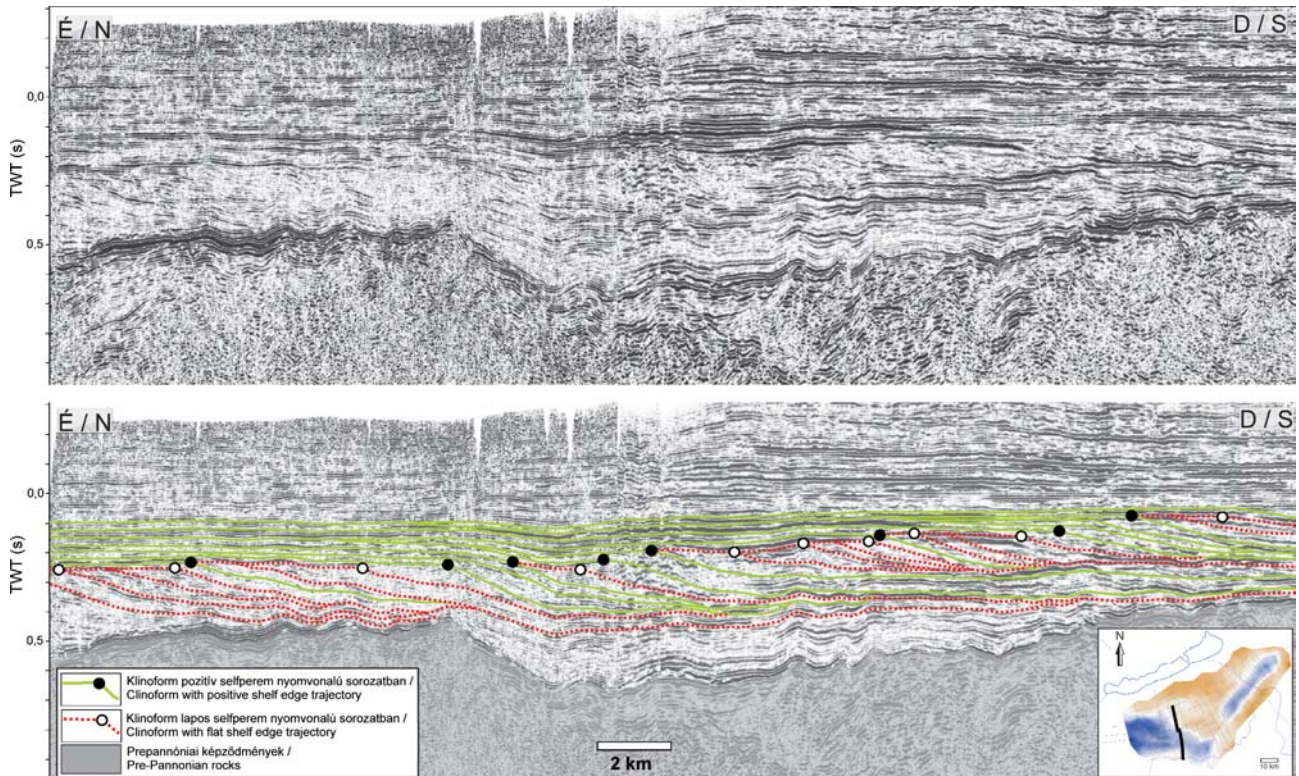 É / N
D / S
0,0
TWT (s)
0.5
É / N
D / S
0,0
TWT (s)
0.5
Klinoform pozitív selfperem nyomvonalú sorozatban /
Clinoform with positive shelf edge trajectory
Klinoform lapos selfperem nyomvonalú sorozatban /
Clinoform with flat shelf edge trajectory
Prepannóniai képződmények /
Pre-Pannonian rocks
2 km
N
10 km